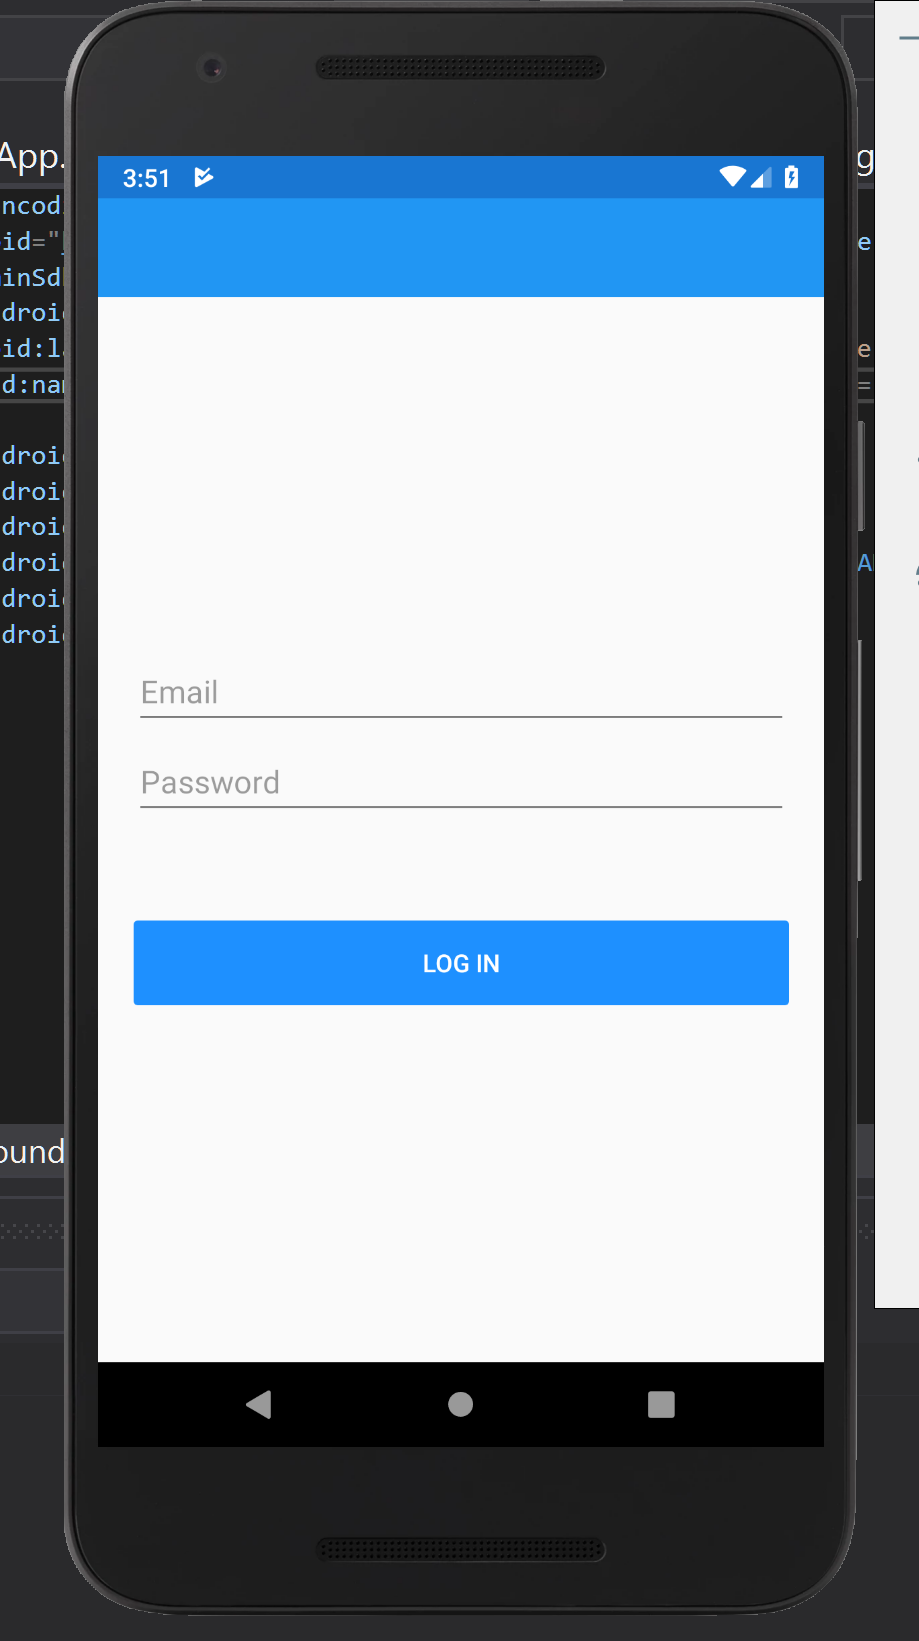 App.
g
ncod
id="
e
inSd
droi
id:l
e
d:na
=
droi
droi
droi
droi
A
droi
droi
3:51
Email
Password
LOG IN
ound